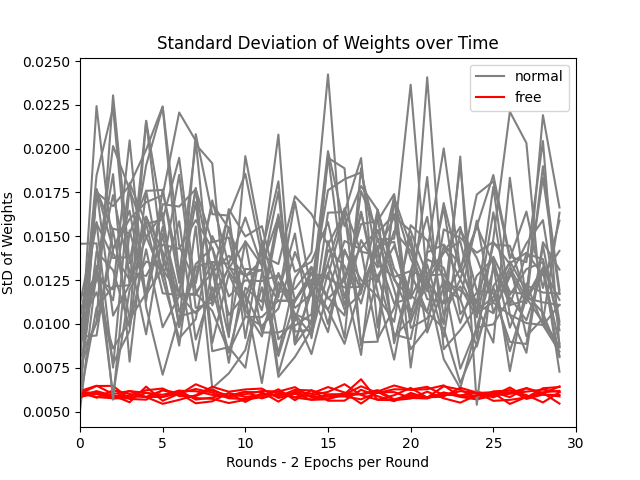 Standard Deviation of Weights over Time
normal
free
StD of Weights
0.0250
0.0225
0.0200
0.0175
0.0150
0.0125
0.0100
0.0075
0.0050
0 5 10 15 20 25 30
Rounds - 2 Epochs per Round